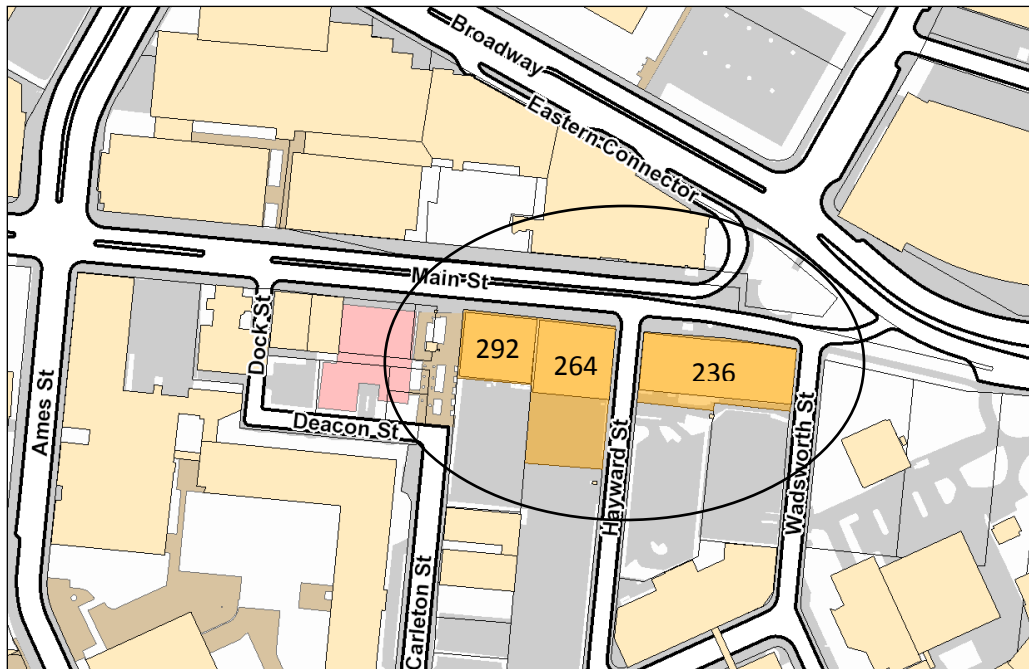 Broadway
Eastern Connector
Main St
Dock St
292
264
236
Ames St
Deacon St
Hayward St
Wadsworth St
Carleton St